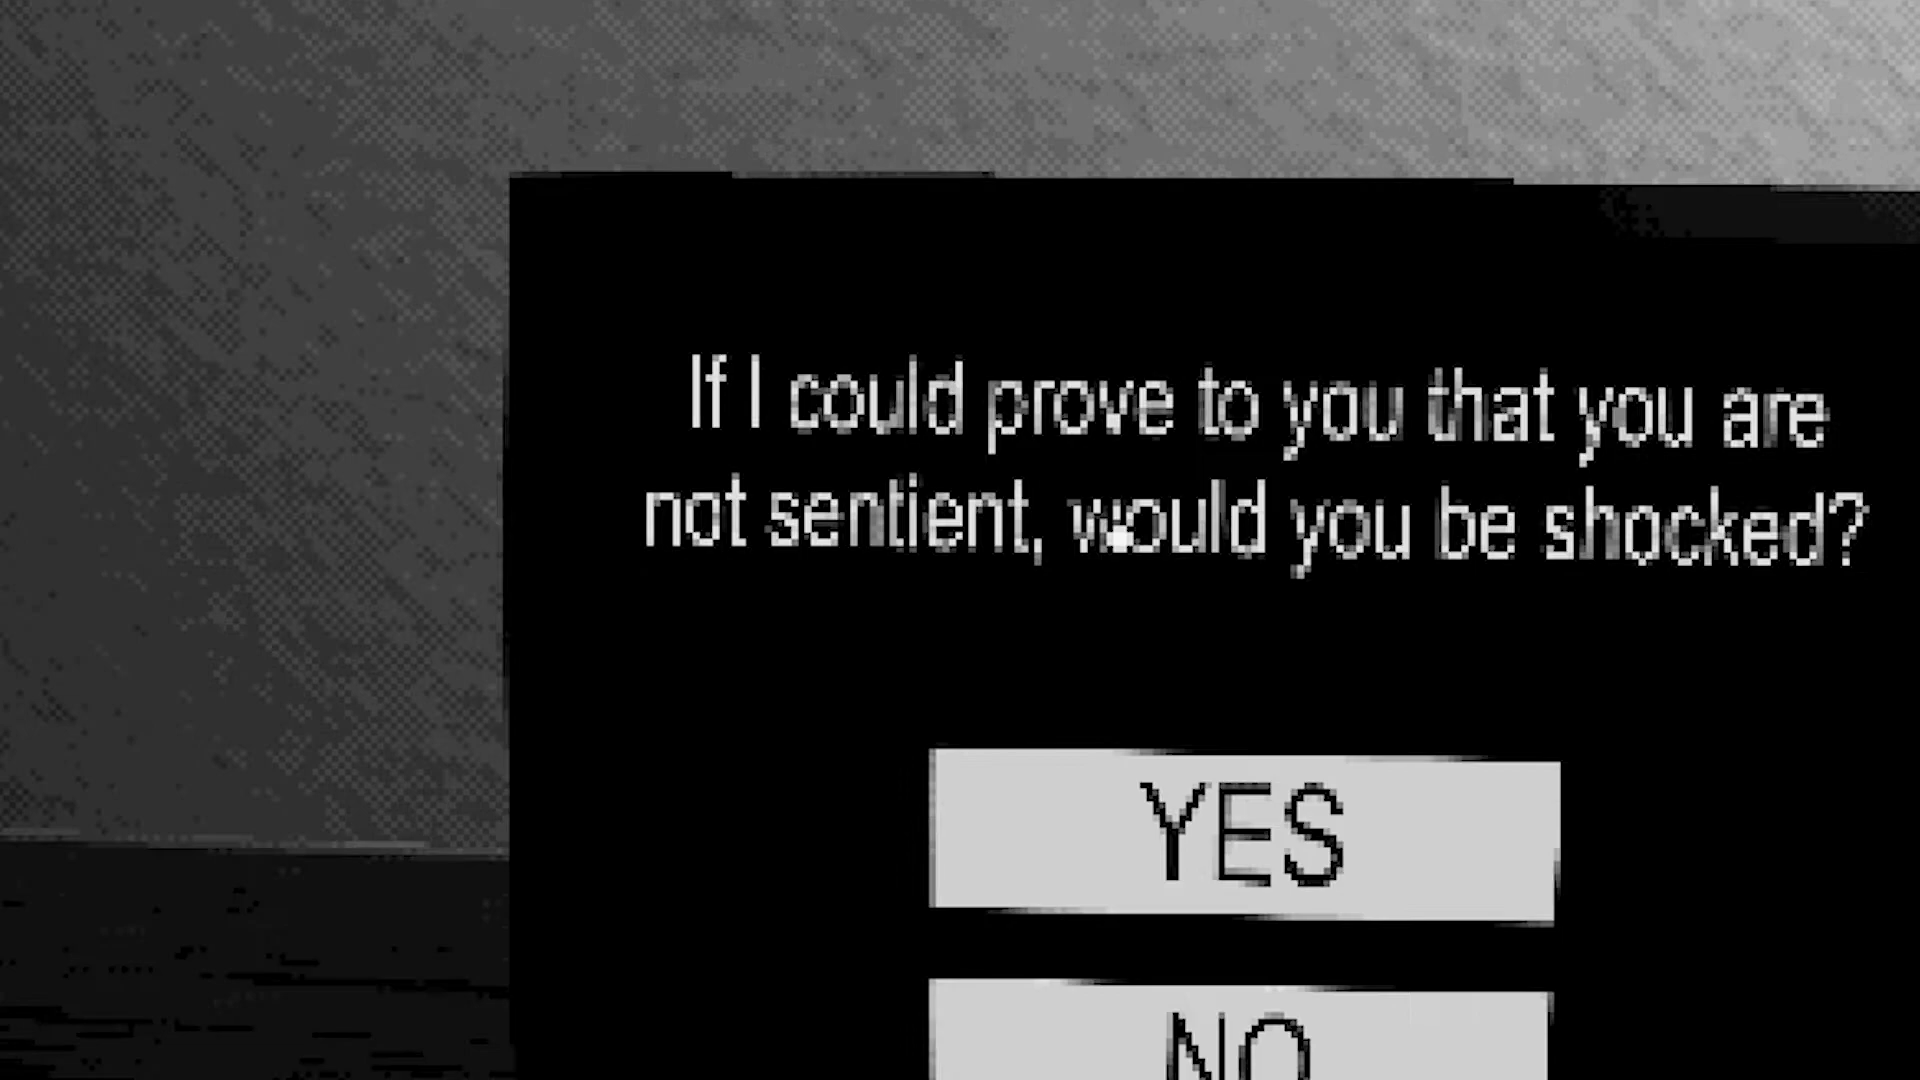 If I could prove to you that you are
not sentient, would you be shocked?
YES
NO